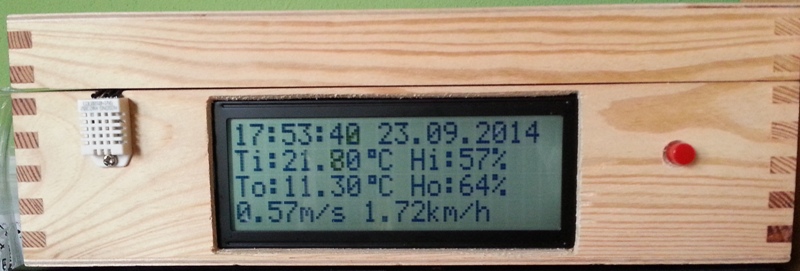 17:53:40 23.09.2014
Ti:21.80°C Hi:57%
To:11.30°C Ho:64%
0.57m/s 1.72km/h